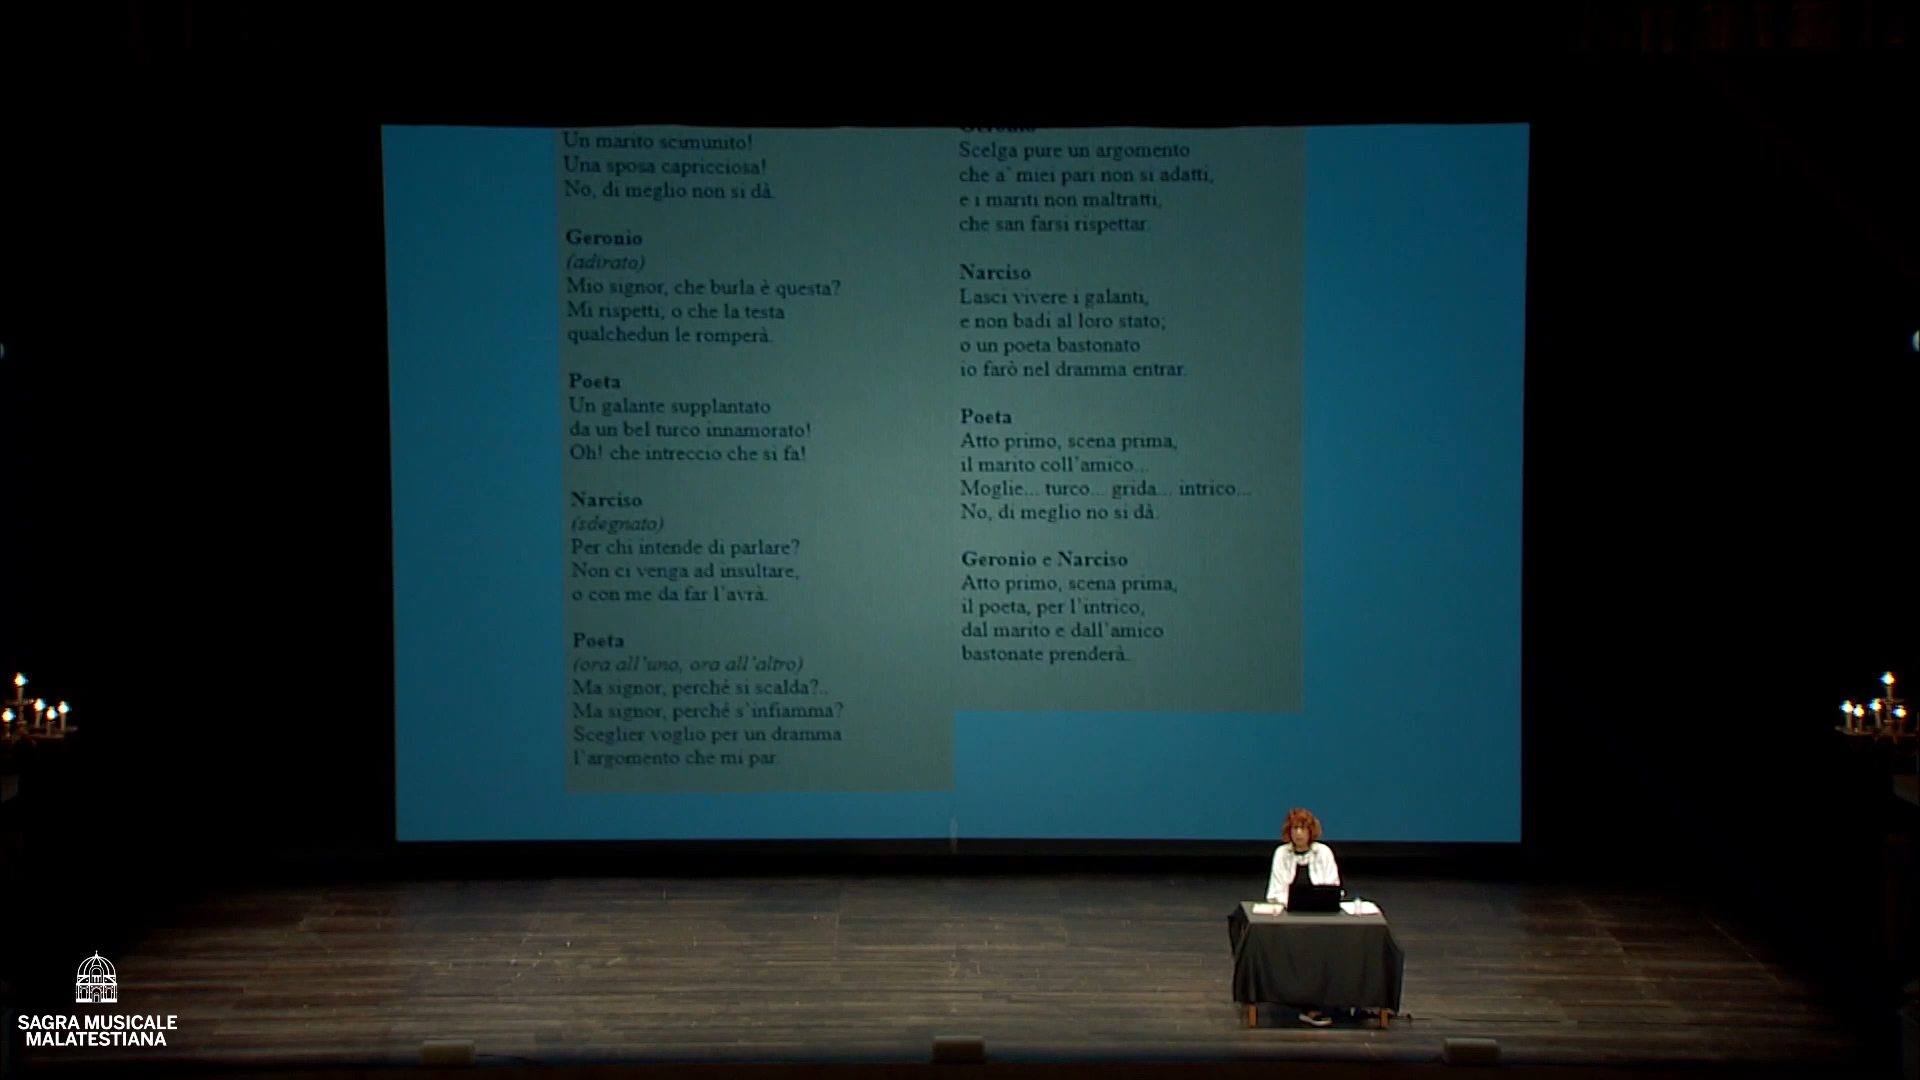 Un marito scimunito!
Una sposa capricciosa!
No, di meglio non si dà.
Geronio
(adirato)
Mio signor, che burla è questa?
Mi rispetti, o che la testa
qualchedun le romperà.
Poeta
Un galante supplantato
da un bel turco innamorato!
Oh! che intreccio che si fa!
Narciso
(sdegnato)
Per chi intende di parlare?
Non ci venga ad insultare,
o con me da far l'avrà.
Poeta
(ora all'uno, ora all'altro)
Ma signor, perché si scalda?..
Ma signor, perché s'infiamma?
Sceglier voglio per un dramma
l'argomento che mi par.
Geronio
Scelga pure un argomento
che a' miei pari non si adatti,
e i mariti non maltratti,
che san farsi rispettar.
Narciso
Lasci vivere i galanti,
e non badi al loro stato;
o un poeta bastonato
io farò nel dramma entrar.
Poeta
Atto primo, scena prima,
il marito coll'amico...
Moglie... turco... grida... intrico...
No, di meglio no si dà.
Geronio e Narciso
Atto primo, scena prima,
il poeta, per l'intrico,
dal marito e dall'amico
bastonate prenderà.
SAGRA MUSICALE
MALATESTIANA